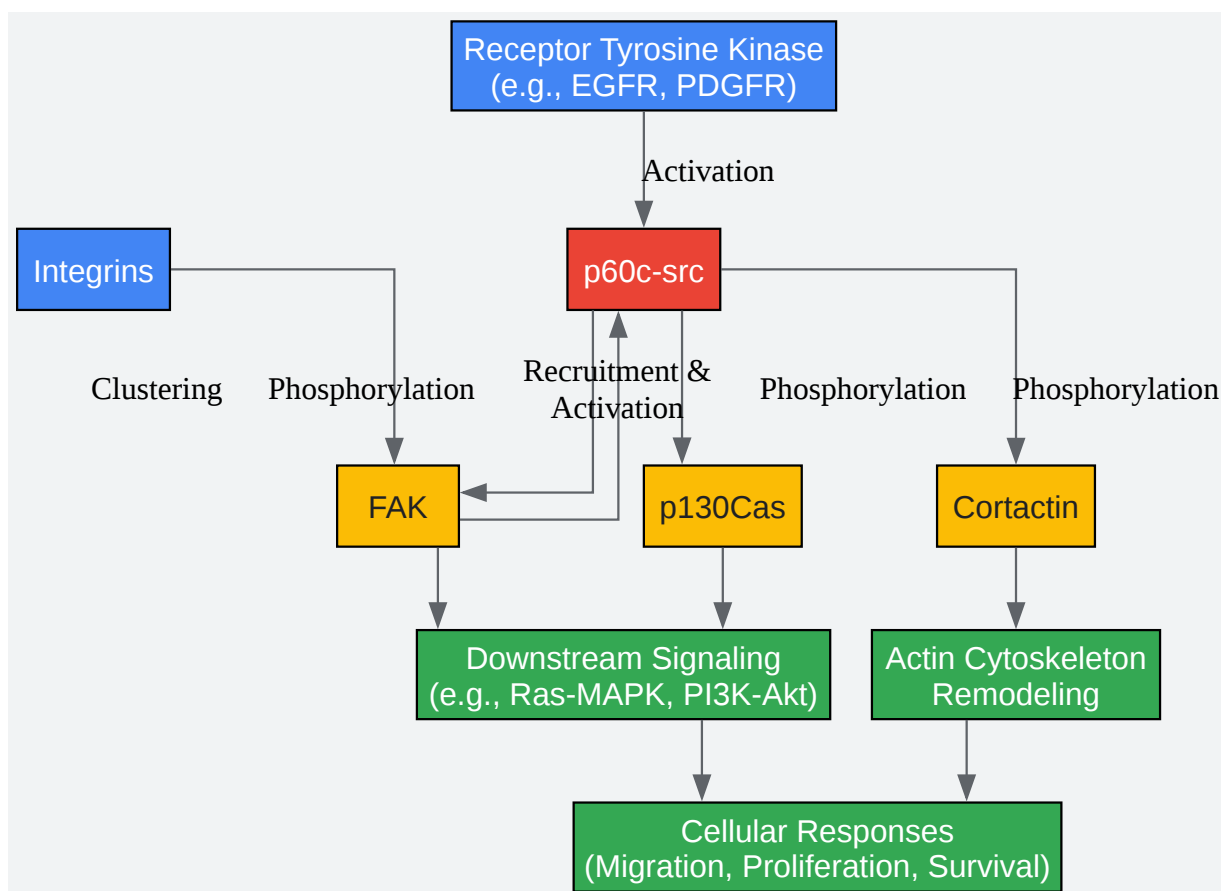 Receptor Tyrosine Kinase
(e.g., EGFR, PDGFR)
Activation
Integrins
p60c-src
Clustering
Phosphorylation
Recruitment &
Activation
Phosphorylation
Phosphorylation
FAK
p130Cas
Cortactin
Downstream Signaling
(e.g., Ras-MAPK, PI3K-Akt)
Actin Cytoskeleton
Remodeling
Cellular Responses
(Migration, Proliferation, Survival)